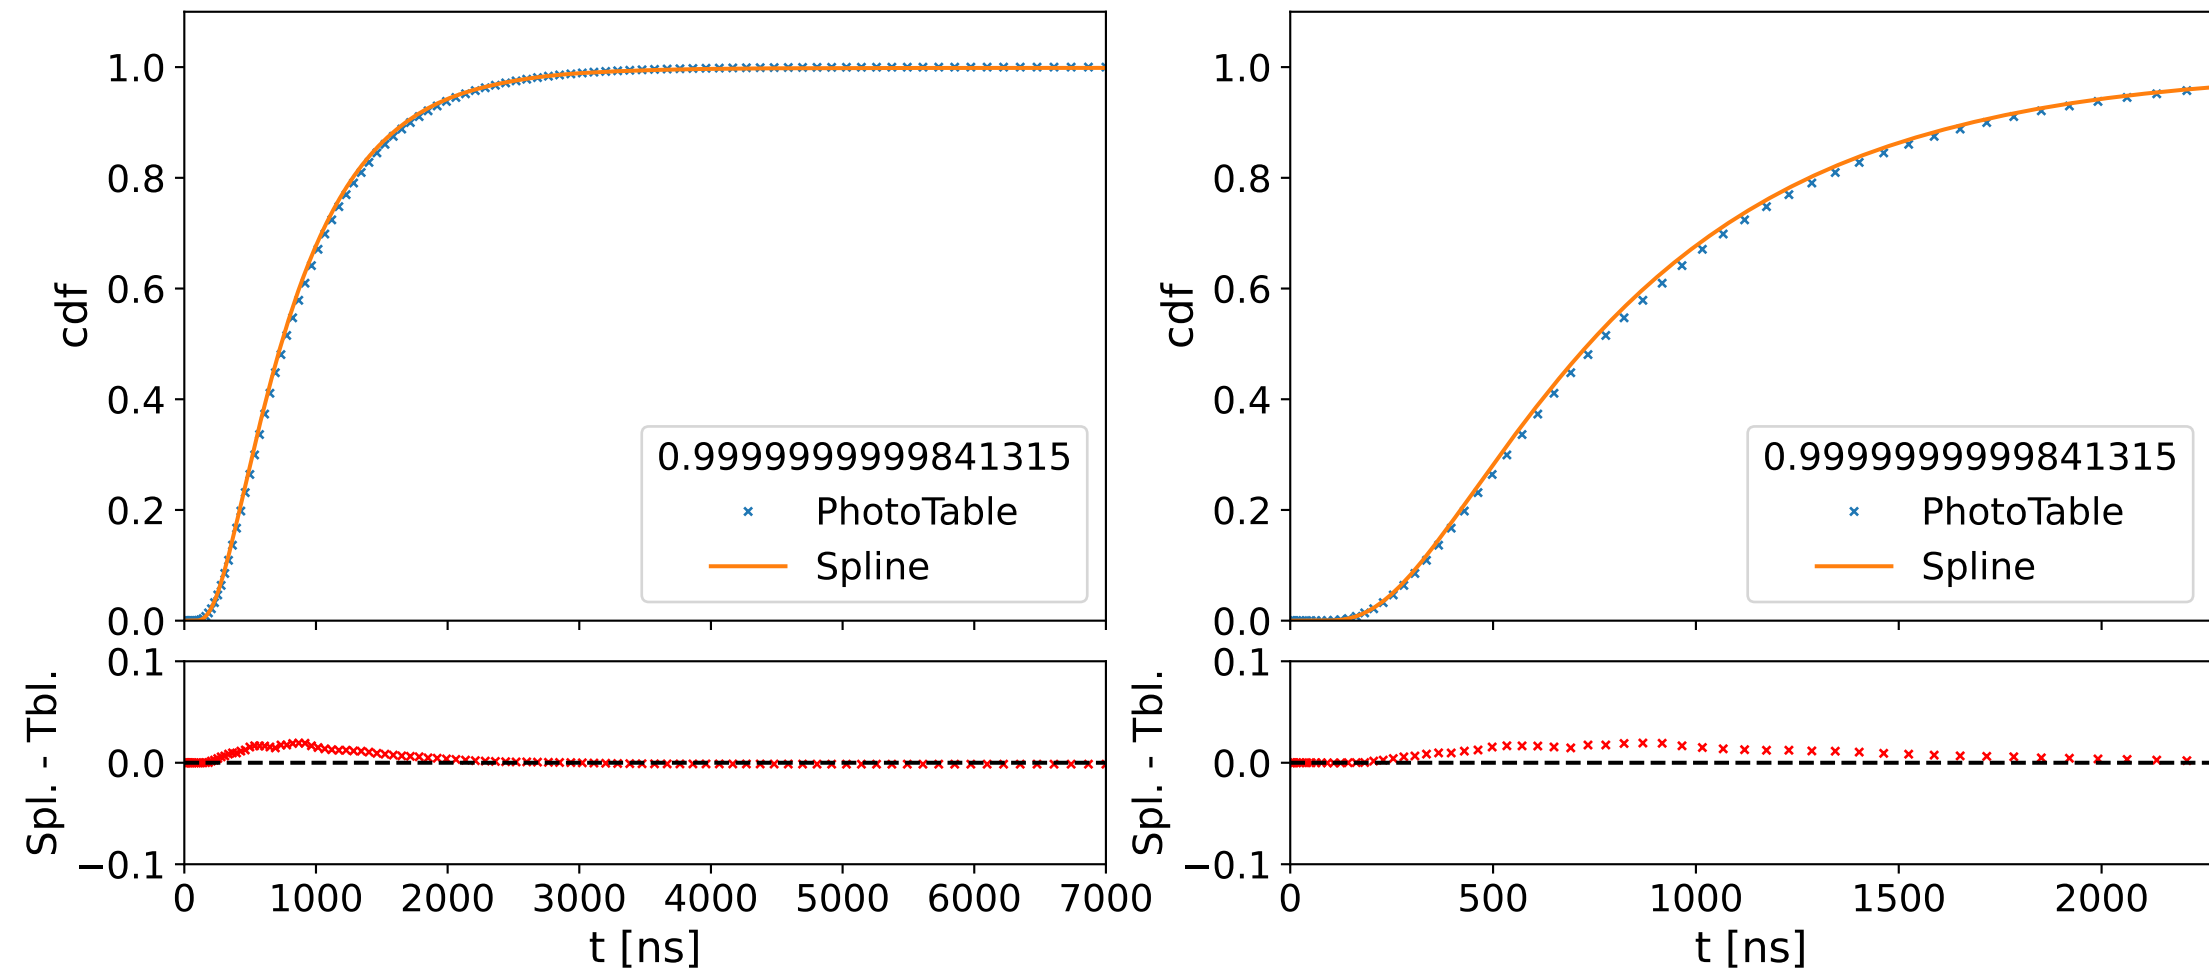 1.0
0.8
0.6
0.4
0.2
0.0
cdf
0.9999999999841315
PhotoTable
Spline
0.1
0.0
−0.1
Spl. - Tbl.
0 1000 2000 3000 4000 5000 6000 7000
t [ns]
1.0
0.8
0.6
0.4
0.2
0.0
cdf
0.9999999999841315
PhotoTable
Spline
0.1
0.0
−0.1
Spl. - Tbl.
0 500 1000 1500 2000
t [ns]